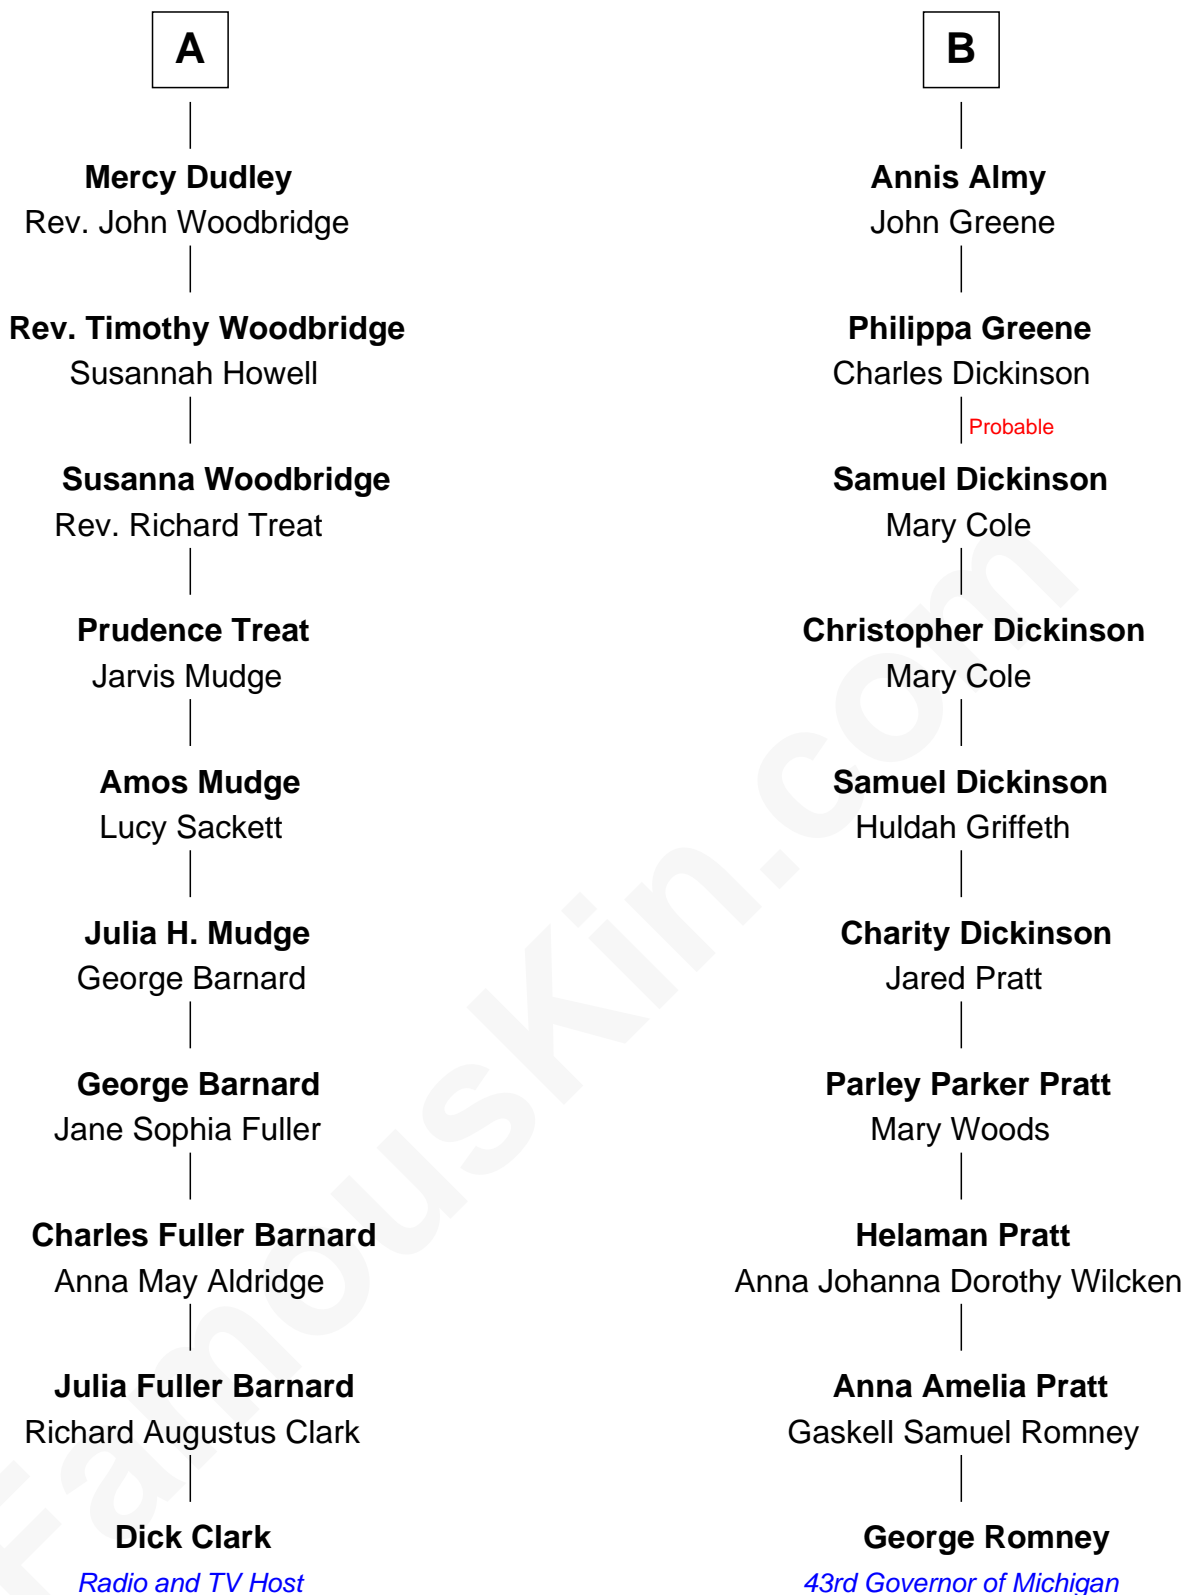 A
Mercy Dudley
Rev. John Woodbridge
Rev. Timothy Woodbridge
Susannah Howell
Susanna Woodbridge
Rev. Richard Treat
Prudence Treat
Jarvis Mudge
Amos Mudge
Lucy Sackett
Julia H. Mudge
George Barnard
George Barnard
Jane Sophia Fuller
Charles Fuller Barnard
Anna May Aldridge
Julia Fuller Barnard
Richard Augustus Clark
Dick Clark
Radio and TV Host
B
Annis Almy
John Greene
Philippa Greene
Charles Dickinson
Probable
Samuel Dickinson
Mary Cole
Christopher Dickinson
Mary Cole
Samuel Dickinson
Huldah Griffeth
Charity Dickinson
Jared Pratt
Parley Parker Pratt
Mary Woods
Helaman Pratt
Anna Johanna Dorothy Wilcken
Anna Amelia Pratt
Gaskell Samuel Romney
George Romney
43rd Governor of Michigan
FamousKin.com